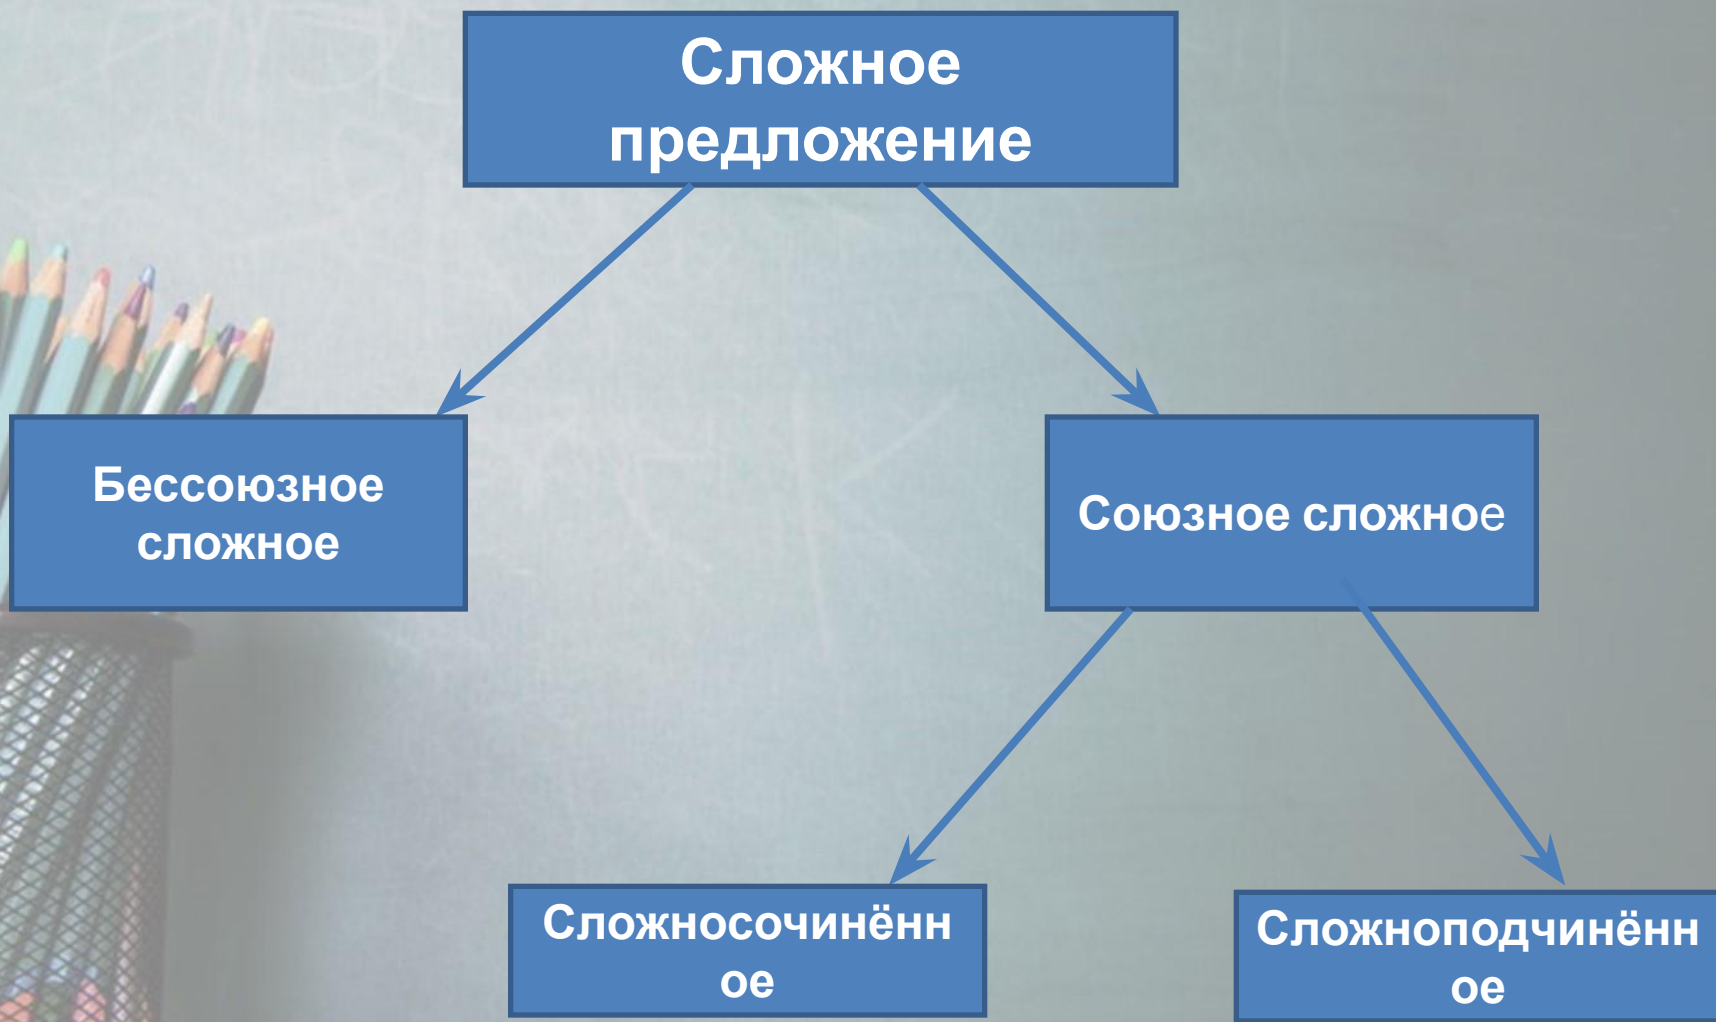 Сложное
предложение
Бессоюзное
сложное
Союзное сложное
Сложносочинённ
ое
Сложноподчинённ
ое